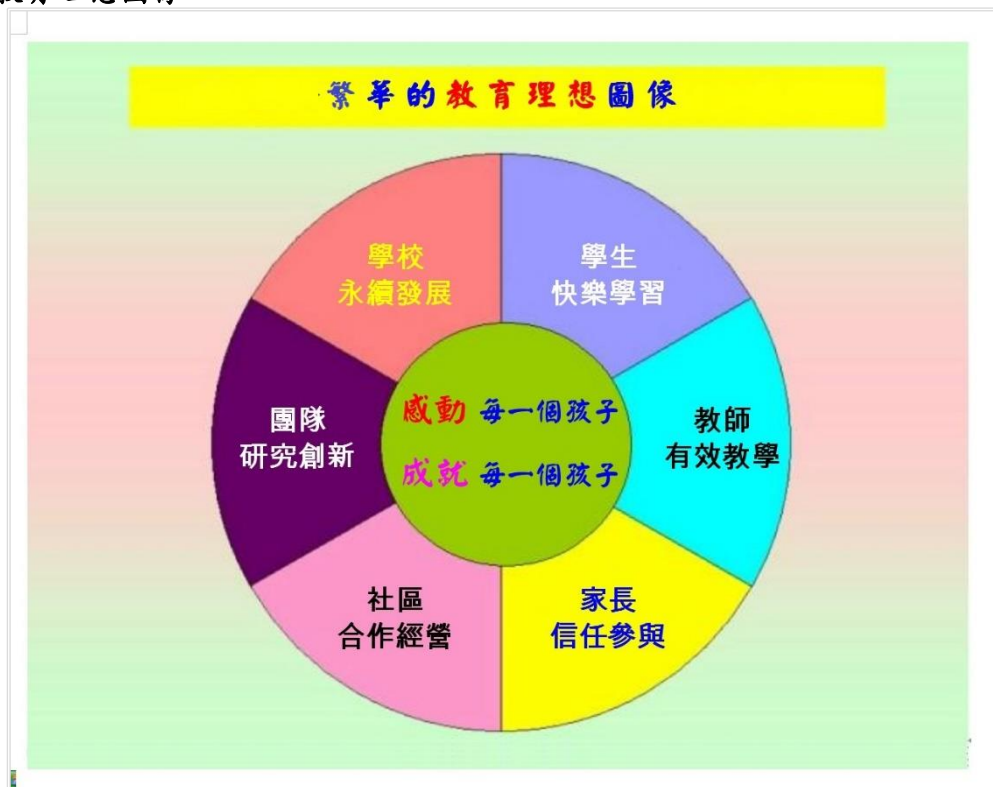 繁華的教育理想圖像
學校
永續發展
學生
快樂學習
團隊
研究創新
感動 每一個孩子
成就 每一個孩子
教師
有效教學
社區
合作經營
家長
信任參與